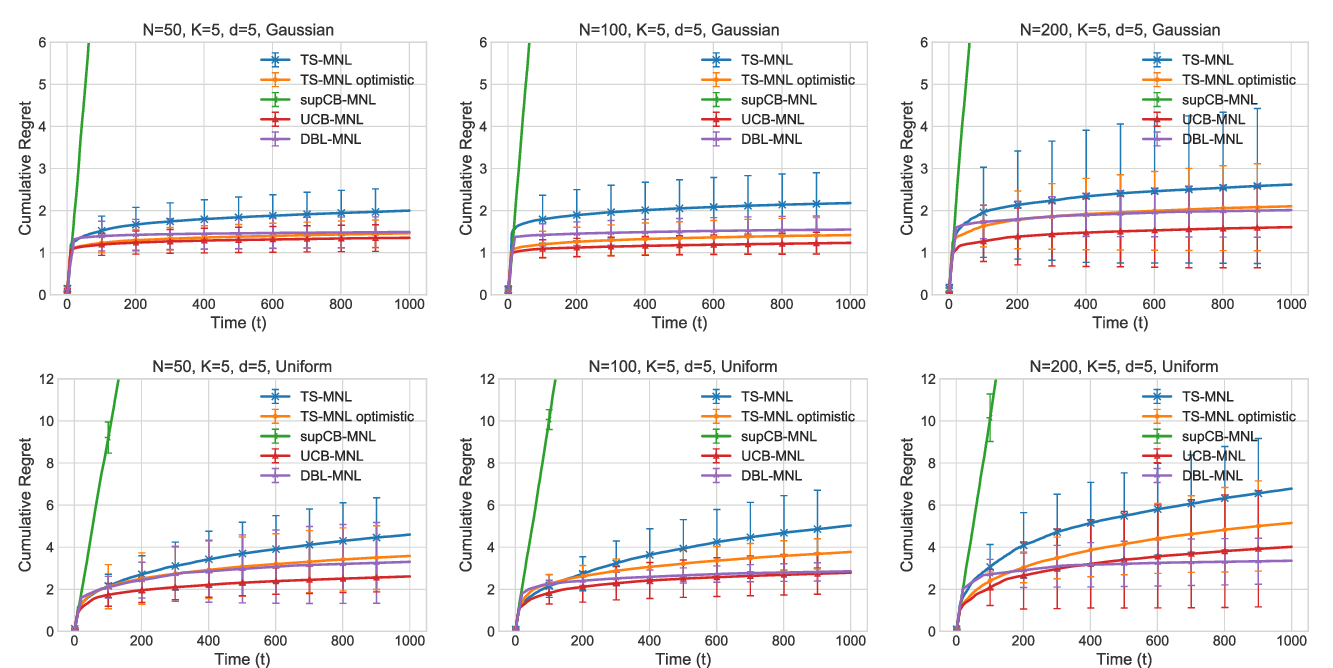 N=50, K=5, d=5, Gaussian
6
5
4
3
2
1
0
Cumulative Regret
TS-MNL
TS-MNL optimistic
supCB-MNL
UCB-MNL
DBL-MNL
0 200 400 600 800 1000
Time (t)
N=100, K=5, d=5, Gaussian
6
5
4
3
2
1
0
Cumulative Regret
TS-MNL
TS-MNL optimistic
supCB-MNL
UCB-MNL
DBL-MNL
0 200 400 600 800 1000
Time (t)
N=200, K=5, d=5, Gaussian
6
5
4
3
2
1
0
Cumulative Regret
TS-MNL
TS-MNL optimistic
supCB-MNL
UCB-MNL
DBL-MNL
0 200 400 600 800 1000
Time (t)
N=50, K=5, d=5, Uniform
12
10
8
6
4
2
0
Cumulative Regret
TS-MNL
TS-MNL optimistic
supCB-MNL
UCB-MNL
DBL-MNL
0 200 400 600 800 1000
Time (t)
N=100, K=5, d=5, Uniform
12
10
8
6
4
2
0
Cumulative Regret
TS-MNL
TS-MNL optimistic
supCB-MNL
UCB-MNL
DBL-MNL
0 200 400 600 800 1000
Time (t)
N=200, K=5, d=5, Uniform
12
10
8
6
4
2
0
Cumulative Regret
TS-MNL
TS-MNL optimistic
supCB-MNL
UCB-MNL
DBL-MNL
0 200 400 600 800 1000
Time (t)